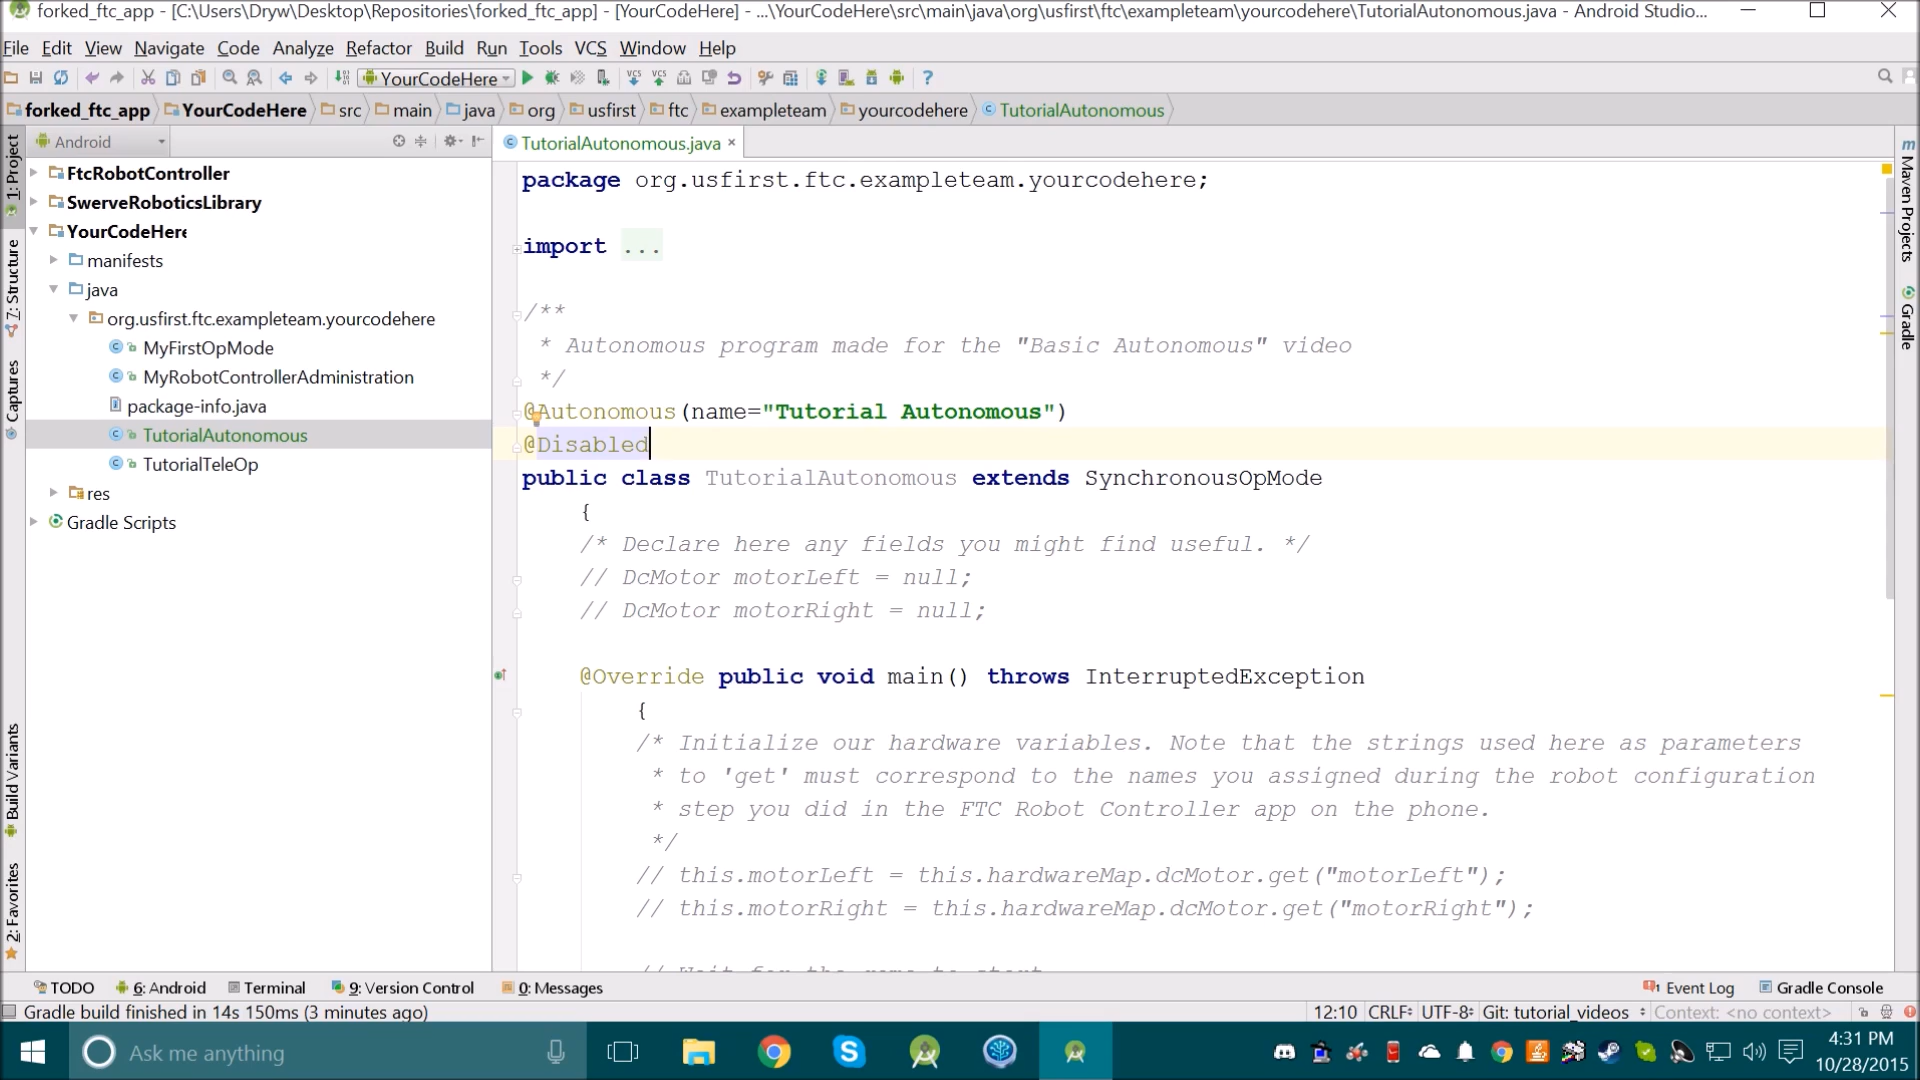 forked_ftc_app - [C:\Users\Dryw\Desktop\Repositories\forked_ftc_app] - [YourCodeHere] - ...\YourCodeHere\src\main\java\org\usfirst\ftc\exampleteam\yourcodehere\TutorialAutonomous.java - Android Studio...
File Edit View Navigate Code Analyze Refactor Build Run Tools VCS Window Help
YourCodeHere
forked_ftc_app YourCodeHere src main java org usfirst ftc exampleteam yourcodehere TutorialAutonomous
Android
TutorialAutonomous.java
1: Project
7: Structure
Captures
Build Variants
2: Favorites
FtcRobotController
SwerveRoboticsLibrary
YourCodeHere
manifests
java
org.usfirst.ftc.exampleteam.yourcodehere
MyFirstOpMode
MyRobotControllerAdministration
package-info.java
TutorialAutonomous
TutorialTeleOp
res
Gradle Scripts
package org.usfirst.ftc.exampleteam.yourcodehere;
import ...
/**
* Autonomous program made for the "Basic Autonomous" video
*/
@Autonomous(name="Tutorial Autonomous")
@Disabled
public class TutorialAutonomous extends SynchronousOpMode
{
/* Declare here any fields you might find useful. */
// DcMotor motorLeft = null;
// DcMotor motorRight = null;
@Override public void main() throws InterruptedException
{
/* Initialize our hardware variables. Note that the strings used here as parameters
* to 'get' must correspond to the names you assigned during the robot configuration
* step you did in the FTC Robot Controller app on the phone.
*/
// this.motorLeft = this.hardwareMap.dcMotor.get("motorLeft");
// this.motorRight = this.hardwareMap.dcMotor.get("motorRight");
Maven Projects
Gradle
TODO 6: Android Terminal 9: Version Control 0: Messages Event Log Gradle Console
Gradle build finished in 14s 150ms (3 minutes ago) 12:10 CRLF UTF-8 Git: tutorial_videos Context: <no context>
Ask me anything
4:31 PM
10/28/2015